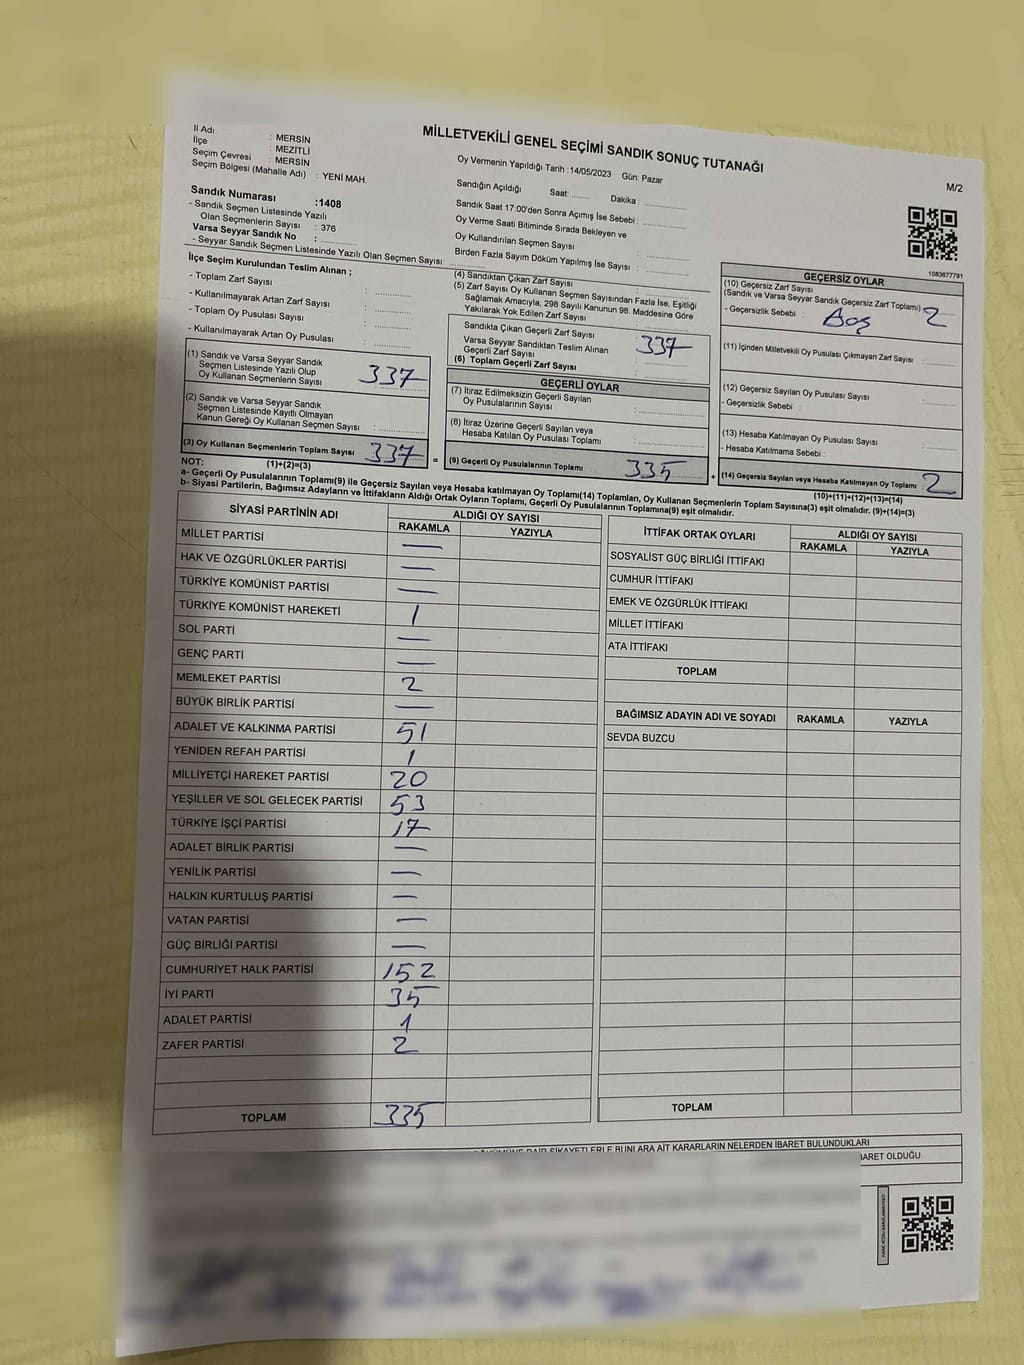 MİLLETVEKİLİ GENEL SEÇİMİ SANDIK SONUÇ TUTANAĞI
M/2
İl Adı : MERSİN
İlçe : MEZİTLİ
Seçim Çevresi : MERSİN
Seçim Bölgesi (Mahalle Adı) : YENİ MAH.
Sandık Numarası :1408
- Sandık Seçmen Listesinde Yazılı
Olan Seçmenlerin Sayısı : 376
Varsa Seyyar Sandık No :
- Seyyar Sandık Seçmen Listesinde Yazılı Olan Seçmen Sayısı:
Oy Vermenin Yapıldığı Tarih :14/05/2023 Gün: Pazar
Sandığın Açıldığı Saat: Dakika :
Sandık Saat 17:00'den Sonra Açımış İse Sebebi :
Oy Verme Saati Bitiminde Sırada Bekleyen ve
Oy Kullandırılan Seçmen Sayısı
Birden Fazla Sayım Döküm Yapılmış İse Sayısı :
1083677791
İlçe Seçim Kurulundan Teslim Alınan ;
- Toplam Zarf Sayısı :
- Kullanılmayarak Artan Zarf Sayısı :
- Toplam Oy Pusulası Sayısı :
- Kullanılmayarak Artan Oy Pusulası :
(1) Sandık ve Varsa Seyyar Sandık
Seçmen Listesinde Yazılı Olup
Oy Kullanan Seçmenlerin Sayısı : 337
(2) Sandık ve Varsa Seyyar Sandık
Seçmen Listesinde Kayıtlı Olmayan
Kanun Gereği Oy Kullanan Seçmen Sayısı :
(3) Oy Kullanan Seçmenlerin Toplam Sayısı : 337 =
(4) Sandıktan Çıkan Zarf Sayısı :
(5) Zarf Sayısı Oy Kullanan Seçmen Sayısından Fazla İse, Eşitliği
Sağlamak Amacıyla, 298 Sayılı Kanunun 98. Maddesine Göre
Yakılarak Yok Edilen Zarf Sayısı :
Sandıkta Çıkan Geçerli Zarf Sayısı : 337
Varsa Seyyar Sandıktan Teslim Alınan
Geçerli Zarf Sayısı
(6) Toplam Geçerli Zarf Sayısı :
GEÇERLİ OYLAR
(7) İtiraz Edilmeksizin Geçerli Sayılan
Oy Pusulalarının Sayısı :
(8) İtiraz Üzerine Geçerli Sayılan veya
Hesaba Katılan Oy Pusulası Toplamı :
(9) Geçerli Oy Pusulalarının Toplamı : 335 +
GEÇERSİZ OYLAR
(10) Geçersiz Zarf Sayısı
(Sandık ve Varsa Seyyar Sandık Geçersiz Zarf Toplamı) : 2
- Geçersizlik Sebebi : Boş
(11) İçinden Milletvekili Oy Pusulası Çıkmayan Zarf Sayısı :
(12) Geçersiz Sayılan Oy Pusulası Sayısı :
- Geçersizlik Sebebi :
(13) Hesaba Katılmayan Oy Pusulası Sayısı :
- Hesaba Katılmama Sebebi :
(14) Geçersiz Sayılan veya Hesaba Katılmayan Oy Toplamı : 2
NOT: (1)+(2)=(3)
(10)+(11)+(12)+(13)=(14)
a- Geçerli Oy Pusulalarının Toplamı(9) ile Geçersiz Sayılan veya Hesaba katılmayan Oy Toplamı(14) Toplamları, Oy Kullanan Seçmenlerin Toplam Sayısına(3) eşit olmalıdır. (9)+(14)=(3)
b- Siyasi Partilerin, Bağımsız Adayların ve İttifakların Aldığı Ortak Oyların Toplamı, Geçerli Oy Pusulalarının Toplamına(9) eşit olmalıdır.
SİYASİ PARTİNİN ADI ALDIĞI OY SAYISI
RAKAMLA YAZIYLA
MİLLET PARTİSİ —
HAK VE ÖZGÜRLÜKLER PARTİSİ —
TÜRKİYE KOMÜNİST PARTİSİ —
TÜRKİYE KOMÜNİST HAREKETİ 1
SOL PARTİ —
GENÇ PARTİ —
MEMLEKET PARTİSİ 2
BÜYÜK BİRLİK PARTİSİ —
ADALET VE KALKINMA PARTİSİ 51
YENİDEN REFAH PARTİSİ 1
MİLLİYETÇİ HAREKET PARTİSİ 20
YEŞİLLER VE SOL GELECEK PARTİSİ 53
TÜRKİYE İŞÇİ PARTİSİ 17
ADALET BİRLİK PARTİSİ —
YENİLİK PARTİSİ —
HALKIN KURTULUŞ PARTİSİ —
VATAN PARTİSİ —
GÜÇ BİRLİĞİ PARTİSİ —
CUMHURİYET HALK PARTİSİ 152
İYİ PARTİ 35
ADALET PARTİSİ 1
ZAFER PARTİSİ 2
TOPLAM 335
İTTİFAK ORTAK OYLARI ALDIĞI OY SAYISI
RAKAMLA YAZIYLA
SOSYALİST GÜÇ BİRLİĞİ İTTİFAKI
CUMHUR İTTİFAKI
EMEK VE ÖZGÜRLÜK İTTİFAKI
MİLLET İTTİFAKI
ATA İTTİFAKI
TOPLAM
BAĞIMSIZ ADAYIN ADI VE SOYADI RAKAMLA YAZIYLA
SEVDA BUZCU
TOPLAM
ŞİKAYETLERLE BUNLARA AİT KARARLARIN NELERDEN İBARET BULUNDUKLARI
İBARET OLDUĞU